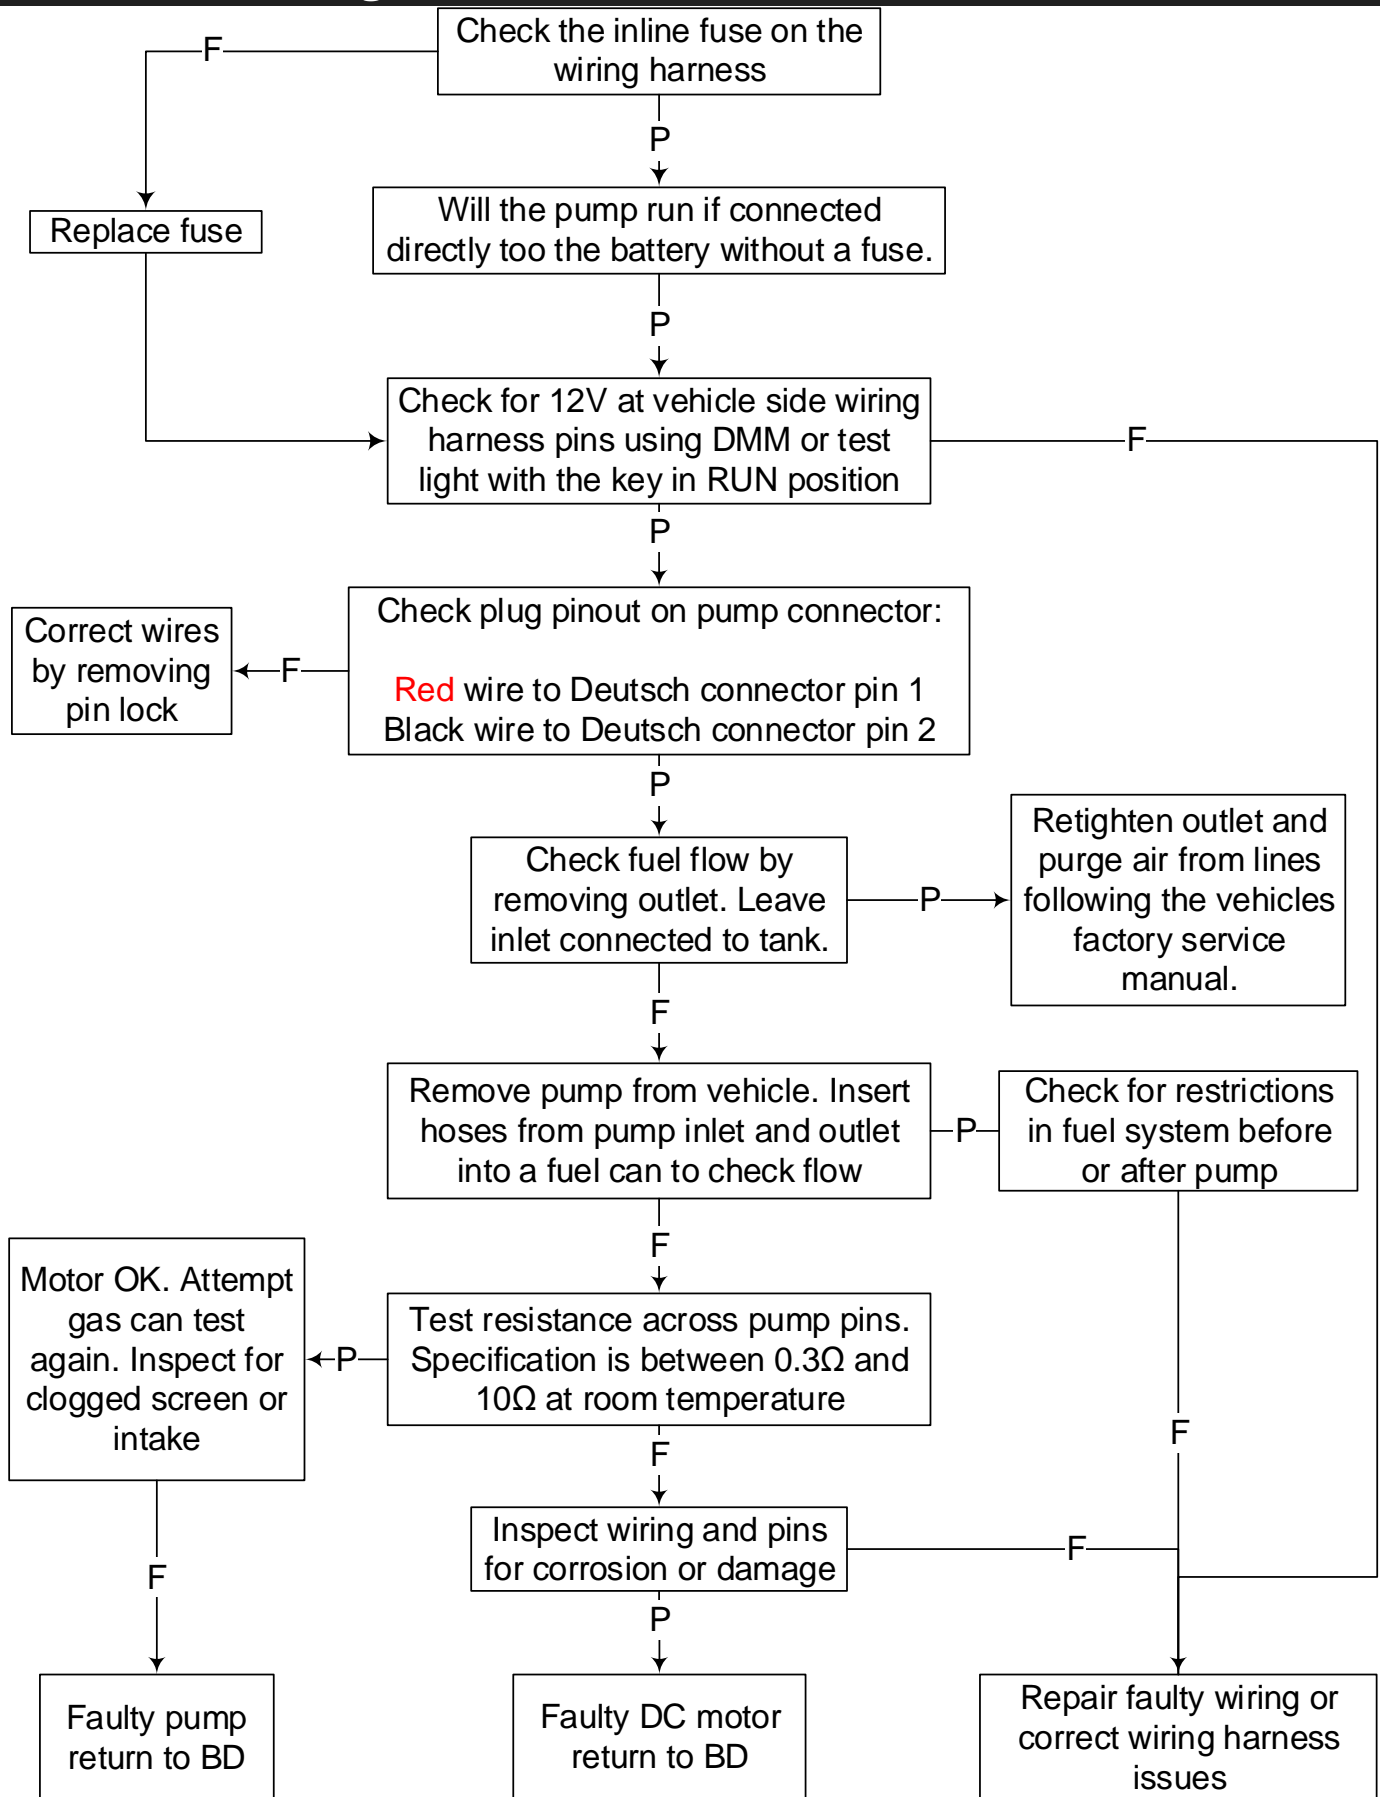 Check the inline fuse on the
wiring harness
F
P
Replace fuse
Will the pump run if connected
directly too the battery without a fuse.
P
Check for 12V at vehicle side wiring
harness pins using DMM or test
light with the key in RUN position
F
P
Correct wires
by removing
pin lock
F
Check plug pinout on pump connector:
Red wire to Deutsch connector pin 1
Black wire to Deutsch connector pin 2
P
Check fuel flow by
removing outlet. Leave
inlet connected to tank.
P
Retighten outlet and
purge air from lines
following the vehicles
factory service
manual.
F
Remove pump from vehicle. Insert
hoses from pump inlet and outlet
into a fuel can to check flow
P
Check for restrictions
in fuel system before
or after pump
F
F
Motor OK. Attempt
gas can test
again. Inspect for
clogged screen or
intake
P
Test resistance across pump pins.
Specification is between 0.3Ω and
10Ω at room temperature
F
F
Inspect wiring and pins
for corrosion or damage
F
P
Faulty pump
return to BD
Faulty DC motor
return to BD
Repair faulty wiring or
correct wiring harness
issues